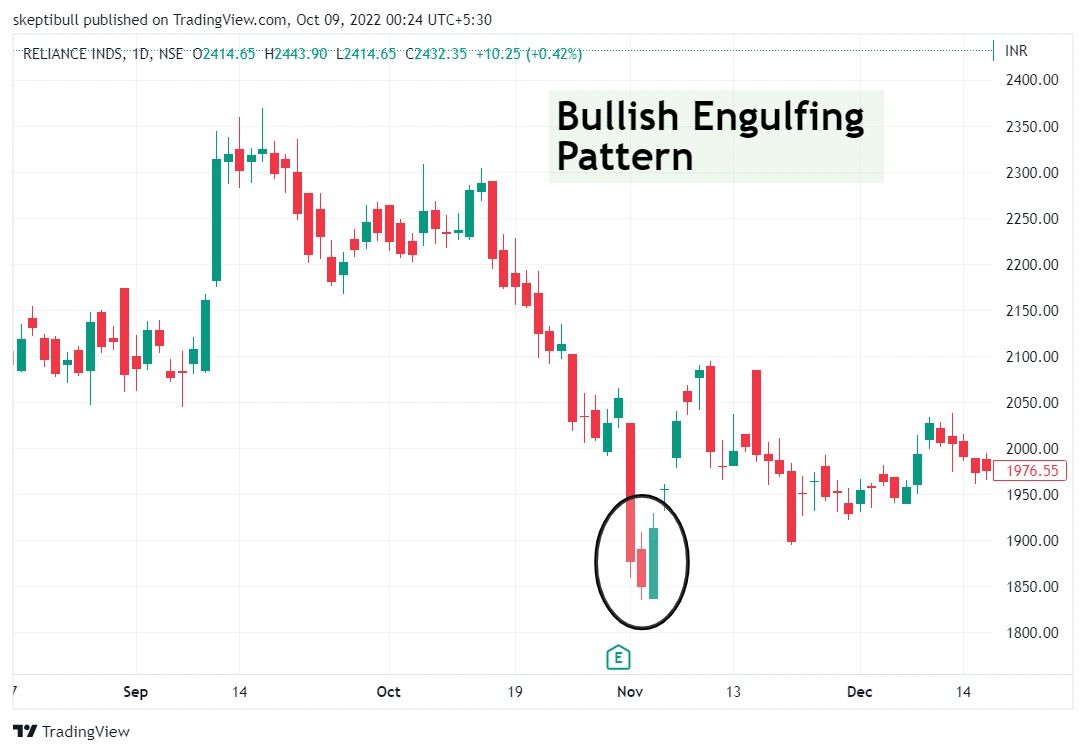 skeptibull published on TradingView.com, Oct 09, 2022 00:24 UTC+5:30
RELIANCE INDS, 1D, NSE O2414.65 H2443.90 L2414.65 C2432.35 +10.25 (+0.42%)
INR
Bullish Engulfing
Pattern
2400.00
2350.00
2300.00
2250.00
2200.00
2150.00
2100.00
2050.00
2000.00
1976.55
1950.00
1900.00
1850.00
1800.00
E
7 Sep 14 Oct 19 Nov 13 Dec 14
TradingView